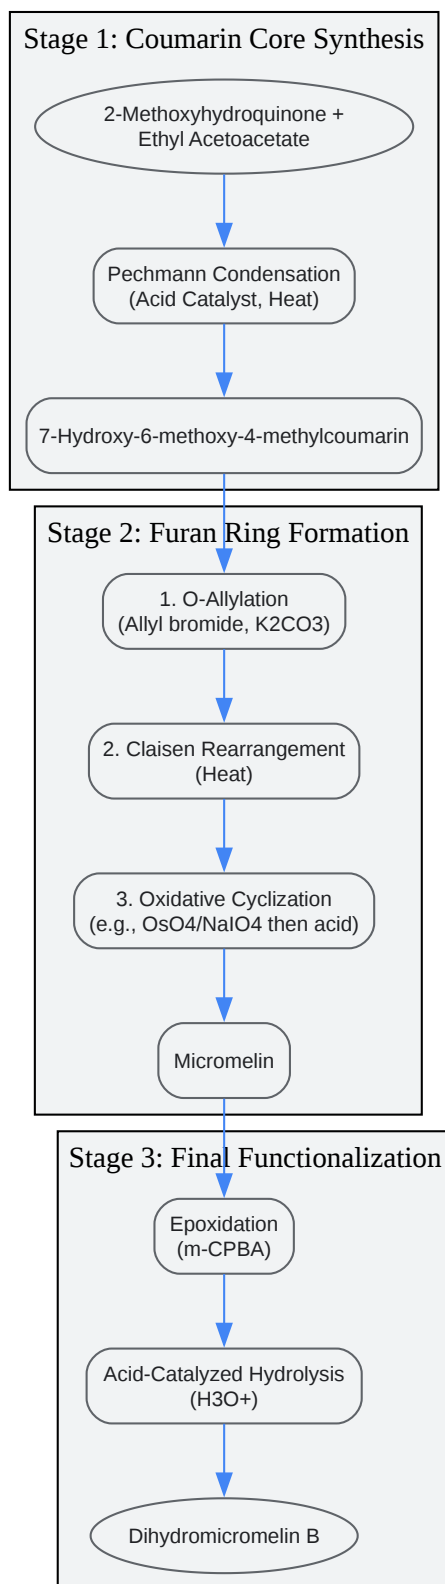 Stage 1: Coumarin Core Synthesis
2-Methoxyhydroquinone +
Ethyl Acetoacetate
Pechmann Condensation
(Acid Catalyst, Heat)
7-Hydroxy-6-methoxy-4-methylcoumarin
Stage 2: Furan Ring Formation
1. O-Allylation
(Allyl bromide, K2CO3)
2. Claisen Rearrangement
(Heat)
3. Oxidative Cyclization
(e.g., OsO4/NaIO4 then acid)
Micromelin
Stage 3: Final Functionalization
Epoxidation
(m-CPBA)
Acid-Catalyzed Hydrolysis
(H3O+)
Dihydromicromelin B